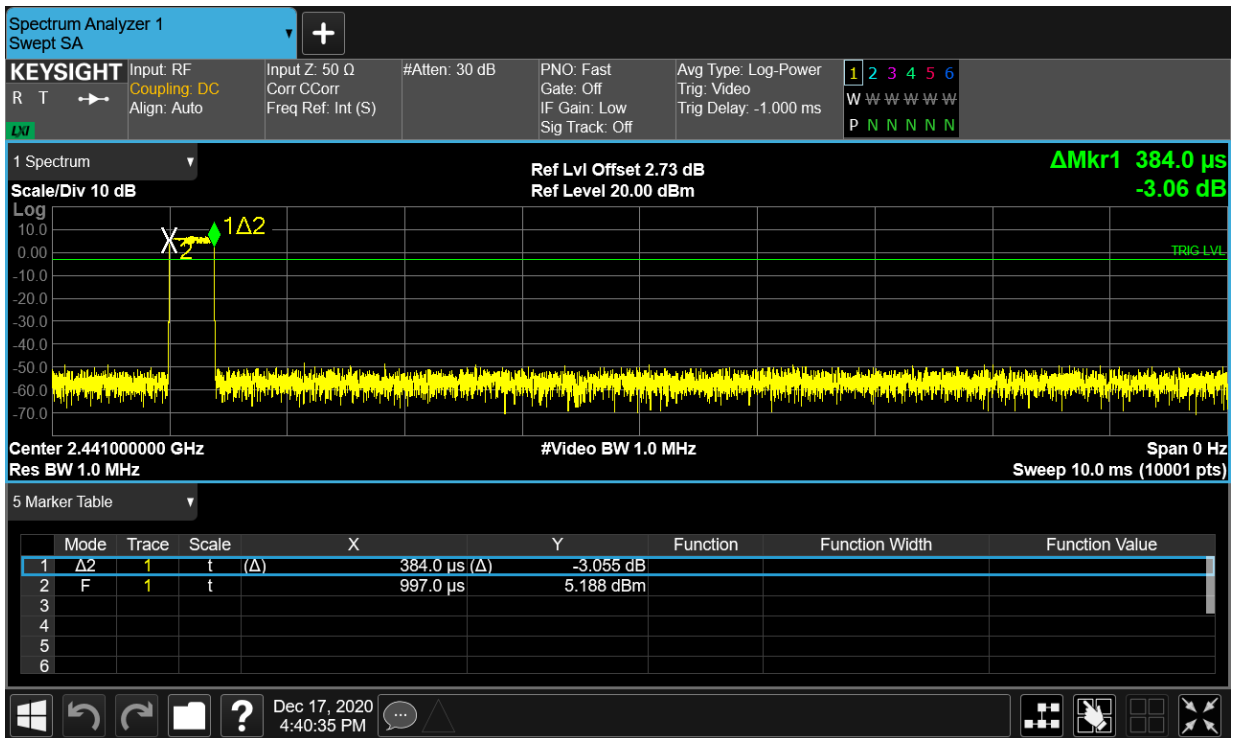 Spectrum Analyzer 1
Swept SA
KEYSIGHT
R T
LXI
Input: RF
Coupling: DC
Align: Auto
Input Z: 50 Ω
Corr CCorr
Freq Ref: Int (S)
#Atten: 30 dB
PNO: Fast
Gate: Off
IF Gain: Low
Sig Track: Off
Avg Type: Log-Power
Trig: Video
Trig Delay: -1.000 ms
1 2 3 4 5 6
W W W W W W
P N N N N N
1 Spectrum
Scale/Div 10 dB
Ref Lvl Offset 2.73 dB
Ref Level 20.00 dBm
ΔMkr1 384.0 µs
-3.06 dB
Log
10.0
0.00
-10.0
-20.0
-30.0
-40.0
-50.0
-60.0
-70.0
X
2
1Δ2
TRIG LVL
Center 2.441000000 GHz
Res BW 1.0 MHz
#Video BW 1.0 MHz
Span 0 Hz
Sweep 10.0 ms (10001 pts)
5 Marker Table
Mode Trace Scale X Y Function Function Width Function Value
1 Δ2 1 t (Δ) 384.0 µs (Δ) -3.055 dB
2 F 1 t 997.0 µs 5.188 dBm
3
4
5
6
?
Dec 17, 2020
4:40:35 PM